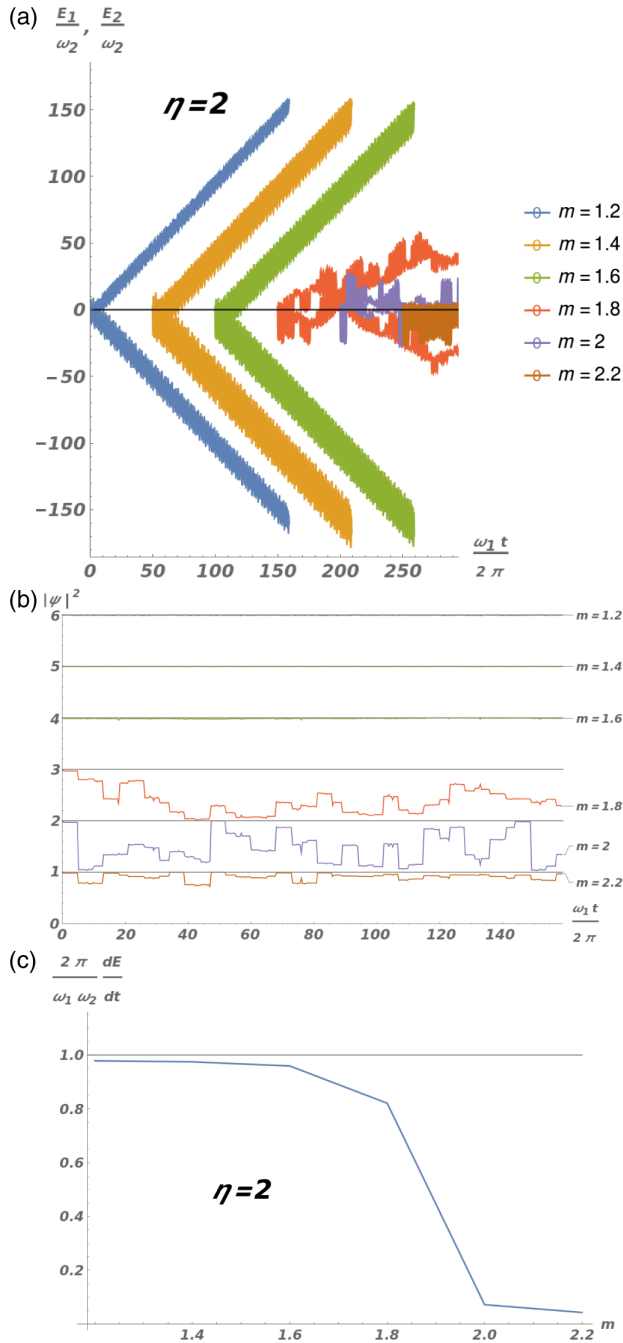 (a)
E1/ω2 , E2/ω2
η=2
150
100
50
0
−50
−100
−150
0 50 100 150 200 250
ω1 t / 2 π
m = 1.2
m = 1.4
m = 1.6
m = 1.8
m = 2
m = 2.2
(b)
|ψ|²
6
5
4
3
2
1
0
m = 1.2
m = 1.4
m = 1.6
m = 1.8
m = 2
m = 2.2
0 20 40 60 80 100 120 140
ω1 t / 2 π
(c)
2 π / ω1 ω2 dE / dt
1.0
0.8
0.6
0.4
0.2
η=2
1.4 1.6 1.8 2.0 2.2 m